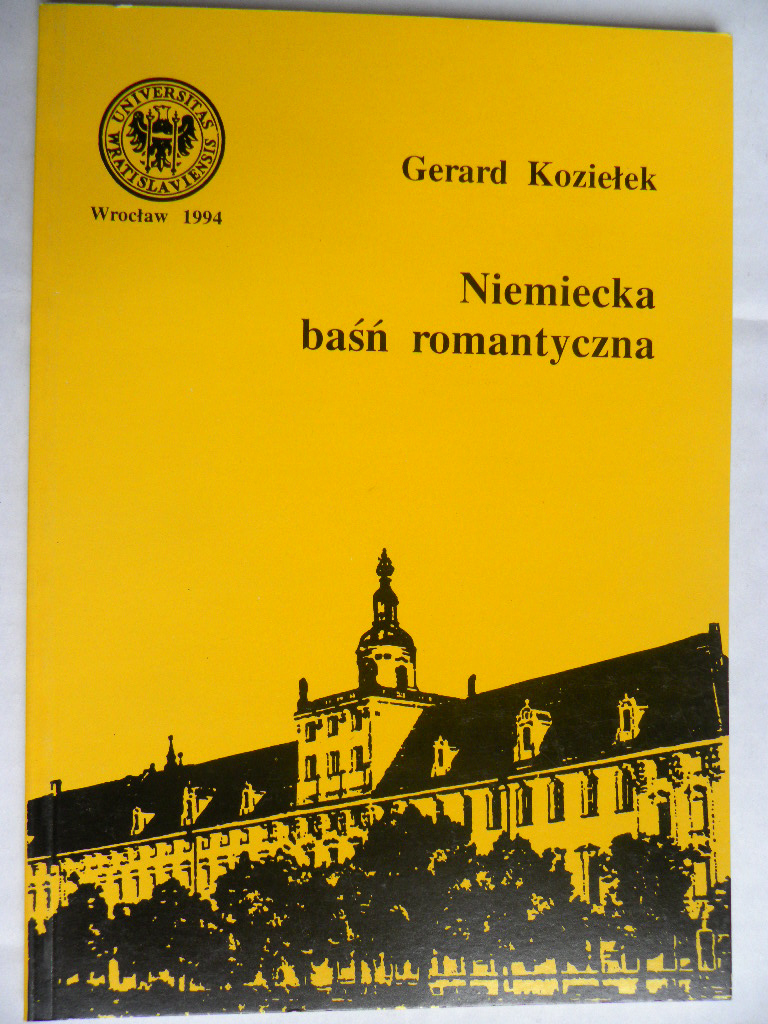 UNIVERSITAS
WRATISLAVIENSIS
Wrocław 1994
Gerard Koziełek
Niemiecka
baśń romantyczna